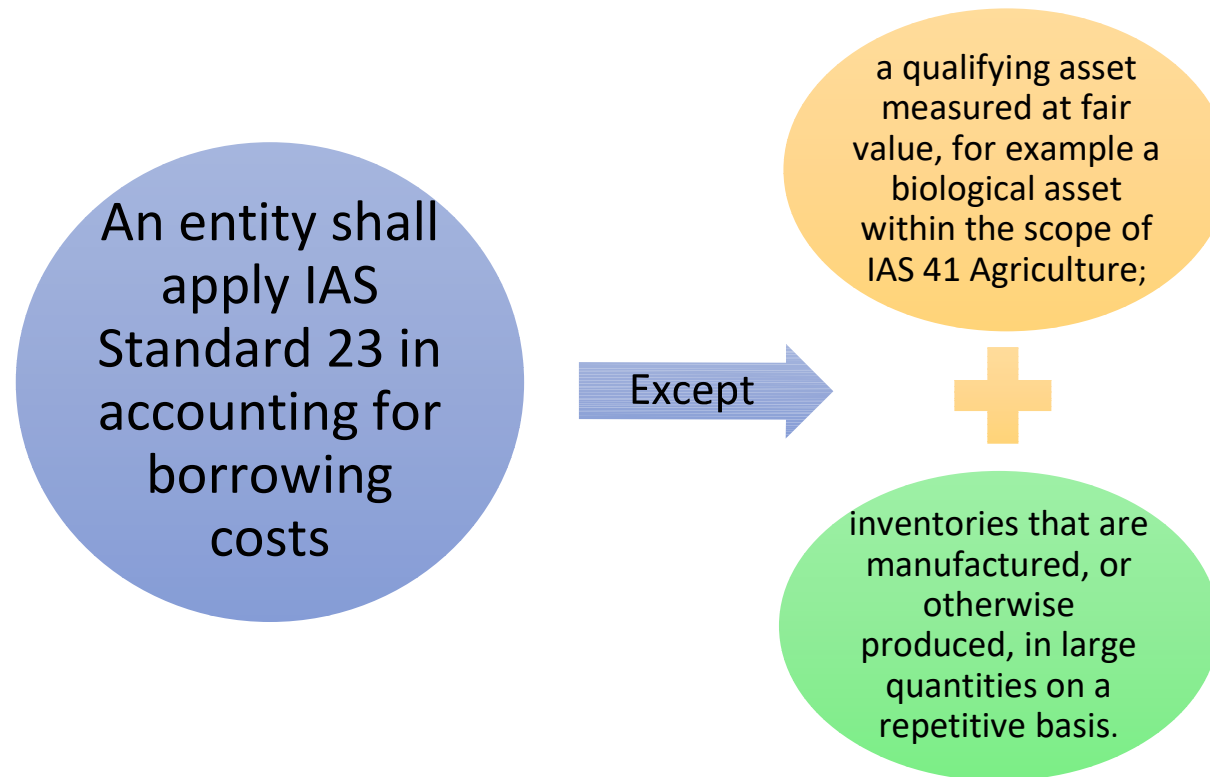 An entity shall
apply IAS
Standard 23 in
accounting for
borrowing
costs
Except
a qualifying asset
measured at fair
value, for example a
biological asset
within the scope of
IAS 41 Agriculture;
inventories that are
manufactured, or
otherwise
produced, in large
quantities on a
repetitive basis.